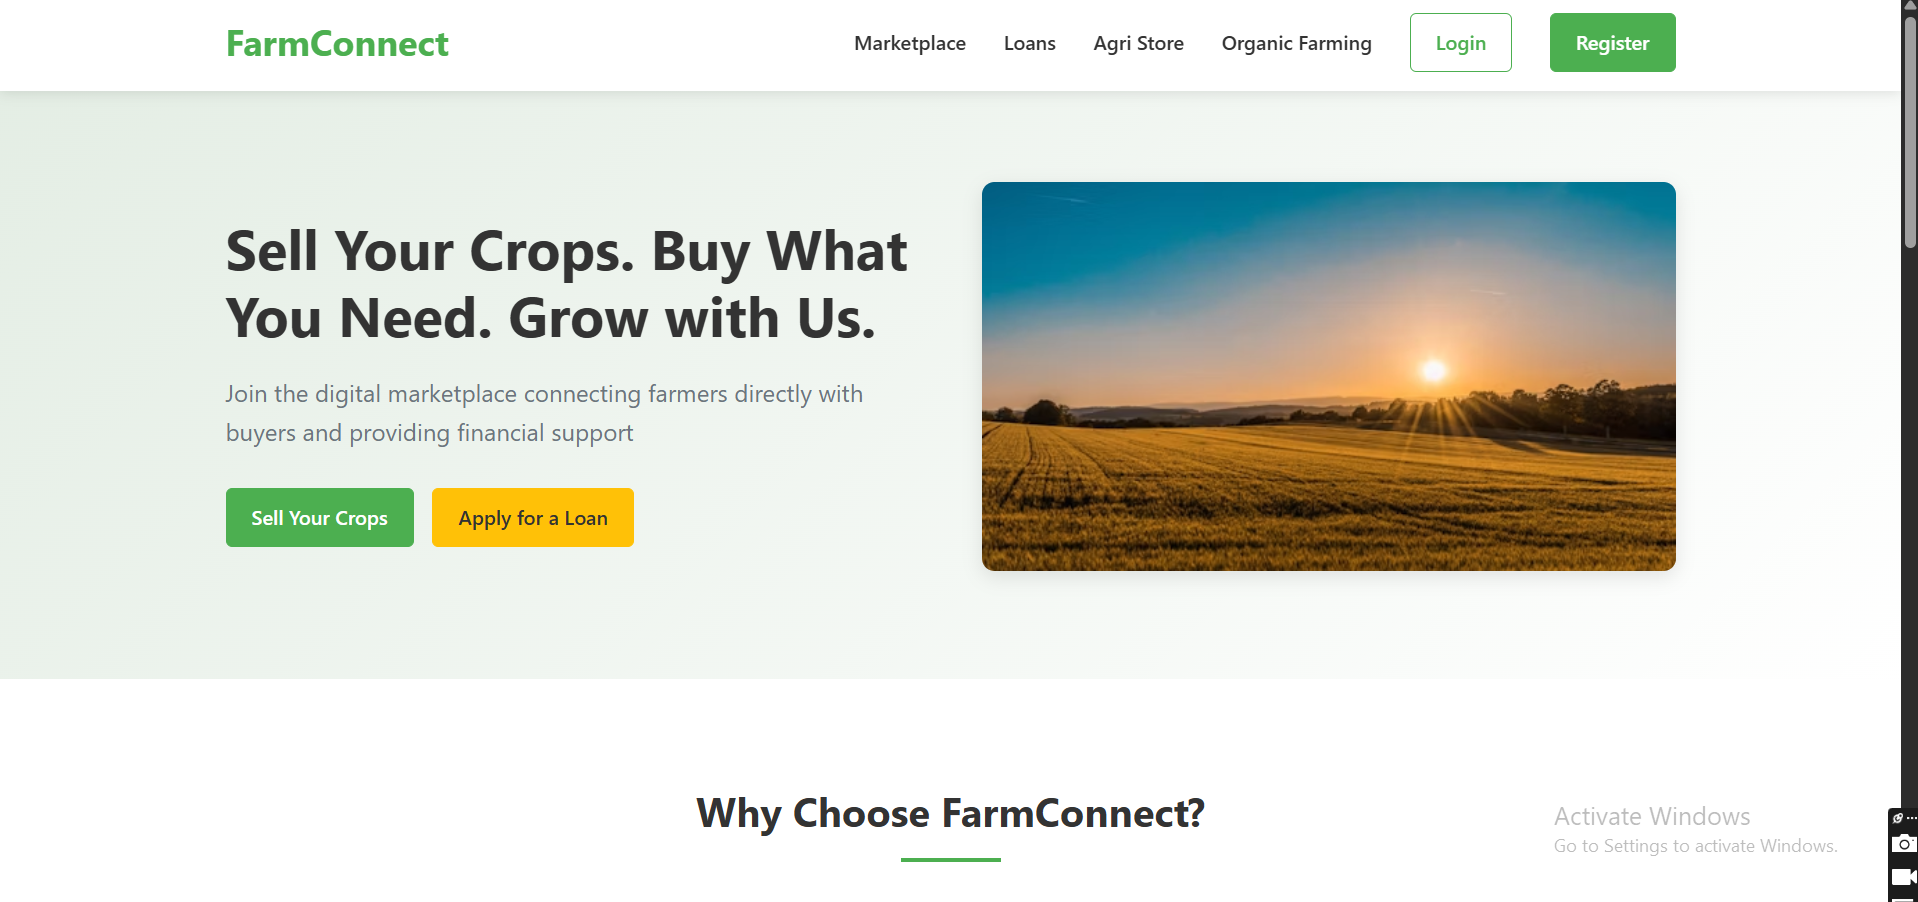 FarmConnect
Marketplace
Loans
Agri Store
Organic Farming
Login
Register
Sell Your Crops. Buy What
You Need. Grow with Us.
Join the digital marketplace connecting farmers directly with
buyers and providing financial support
Sell Your Crops
Apply for a Loan
Why Choose FarmConnect?
Activate Windows
Go to Settings to activate Windows.